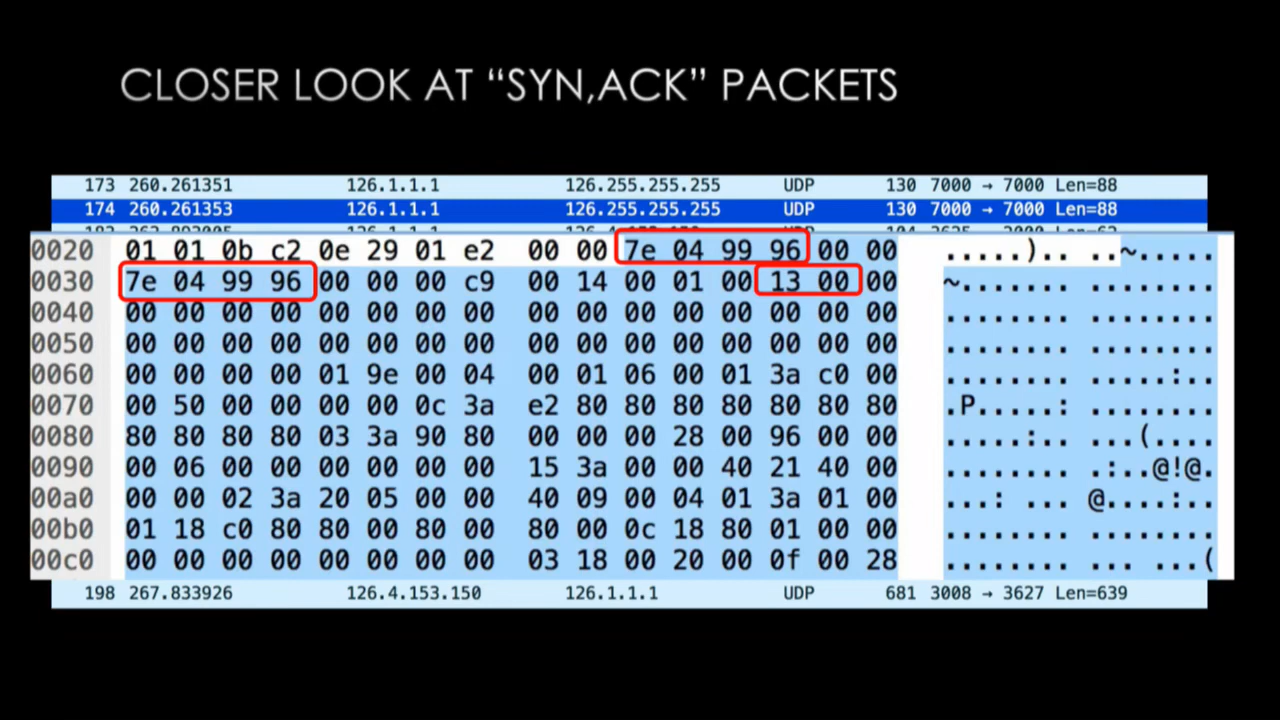 CLOSER LOOK AT “SYN,ACK” PACKETS
173 260.261351 126.1.1.1 126.255.255.255 UDP 130 7000 → 7000 Len=88
174 260.261353 126.1.1.1 126.255.255.255 UDP 130 7000 → 7000 Len=88
0020 01 01 0b c2 0e 29 01 e2 00 00 7e 04 99 96 00 00 .....).. ..~.....
0030 7e 04 99 96 00 00 00 c9 00 14 00 01 00 13 00 00 ~....... ........
0040 00 00 00 00 00 00 00 00 00 00 00 00 00 00 00 00 ........ ........
0050 00 00 00 00 00 00 00 00 00 00 00 00 00 00 00 00 ........ ........
0060 00 00 00 00 01 9e 00 04 00 01 06 00 01 3a c0 00 ........ .....:..
0070 00 50 00 00 00 00 0c 3a e2 80 80 80 80 80 80 80 .P.....: ........
0080 80 80 80 80 03 3a 90 80 00 00 00 28 00 96 00 00 .....:.. ...(....
0090 00 06 00 00 00 00 00 00 15 3a 00 00 40 21 40 00 ........ .:..@!@.
00a0 00 00 02 3a 20 05 00 00 40 09 00 04 01 3a 01 00 ...: ... @....:..
00b0 01 18 c0 80 80 00 80 00 80 00 0c 18 80 01 00 00 ........ ........
00c0 00 00 00 00 00 00 00 00 03 18 00 20 00 0f 00 28 ........ ... ...(
198 267.833926 126.4.153.150 126.1.1.1 UDP 681 3008 → 3627 Len=639